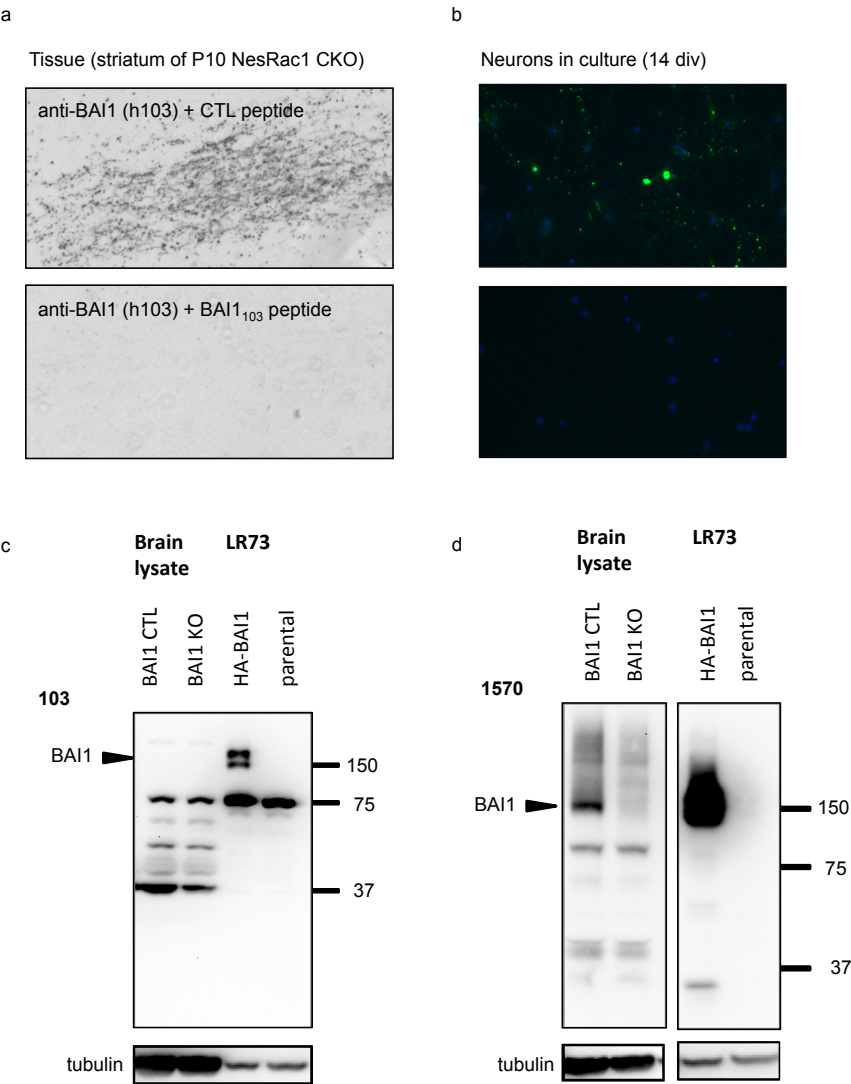 a
Tissue (striatum of P10 NesRac1 CKO)
anti-BAI1 (h103) + CTL peptide
anti-BAI1 (h103) + BAI1103 peptide
b
Neurons in culture (14 div)
c
Brain lysate
LR73
BAI1 CTL
BAI1 KO
HA-BAI1
parental
103
BAI1
150
75
37
tubulin
d
Brain lysate
LR73
BAI1 CTL
BAI1 KO
HA-BAI1
parental
1570
BAI1
150
75
37
tubulin